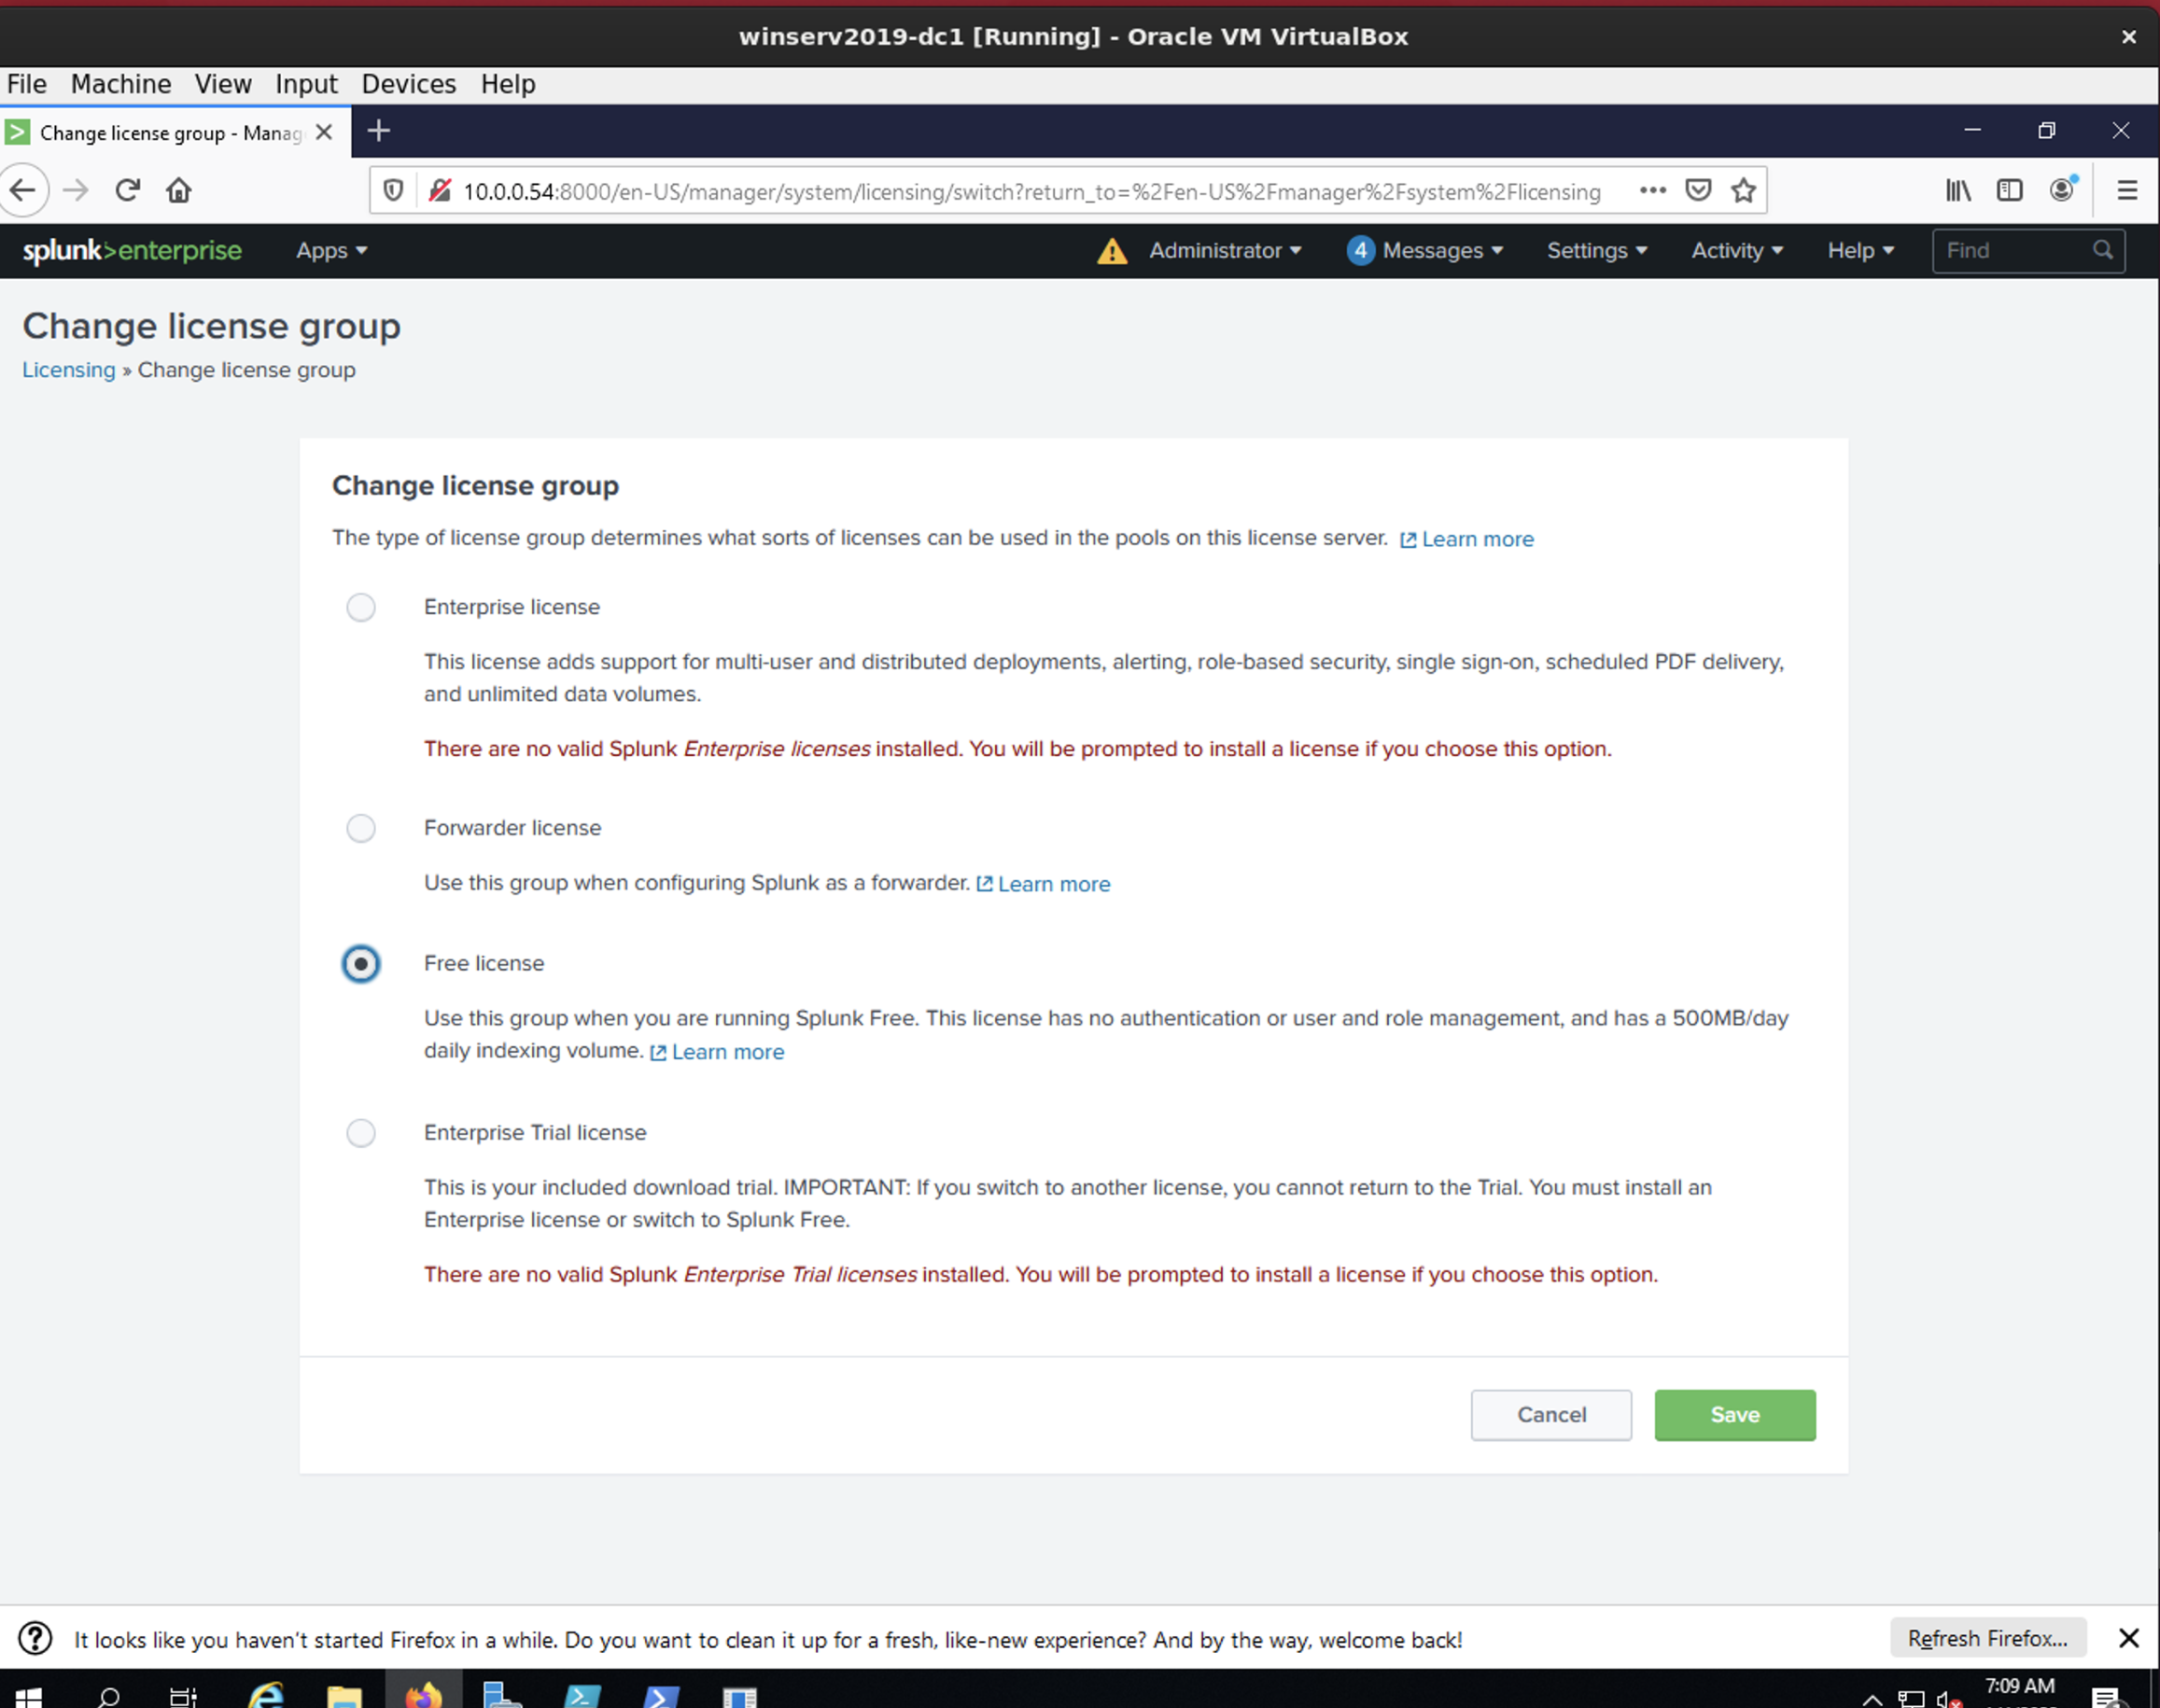 winserv2019-dc1 [Running] - Oracle VM VirtualBox
File Machine View Input Devices Help
Change license group - Manag
10.0.0.54:8000/en-US/manager/system/licensing/switch?return_to=%2Fen-US%2Fmanager%2Fsystem%2Flicensing
splunk>enterprise Apps Administrator 4 Messages Settings Activity Help Find
Change license group
Licensing » Change license group
Change license group
The type of license group determines what sorts of licenses can be used in the pools on this license server. Learn more
Enterprise license
This license adds support for multi-user and distributed deployments, alerting, role-based security, single sign-on, scheduled PDF delivery,
and unlimited data volumes.
There are no valid Splunk Enterprise licenses installed. You will be prompted to install a license if you choose this option.
Forwarder license
Use this group when configuring Splunk as a forwarder. Learn more
Free license
Use this group when you are running Splunk Free. This license has no authentication or user and role management, and has a 500MB/day
daily indexing volume. Learn more
Enterprise Trial license
This is your included download trial. IMPORTANT: If you switch to another license, you cannot return to the Trial. You must install an
Enterprise license or switch to Splunk Free.
There are no valid Splunk Enterprise Trial licenses installed. You will be prompted to install a license if you choose this option.
Cancel Save
It looks like you haven't started Firefox in a while. Do you want to clean it up for a fresh, like-new experience? And by the way, welcome back!
Refresh Firefox...
7:09 AM